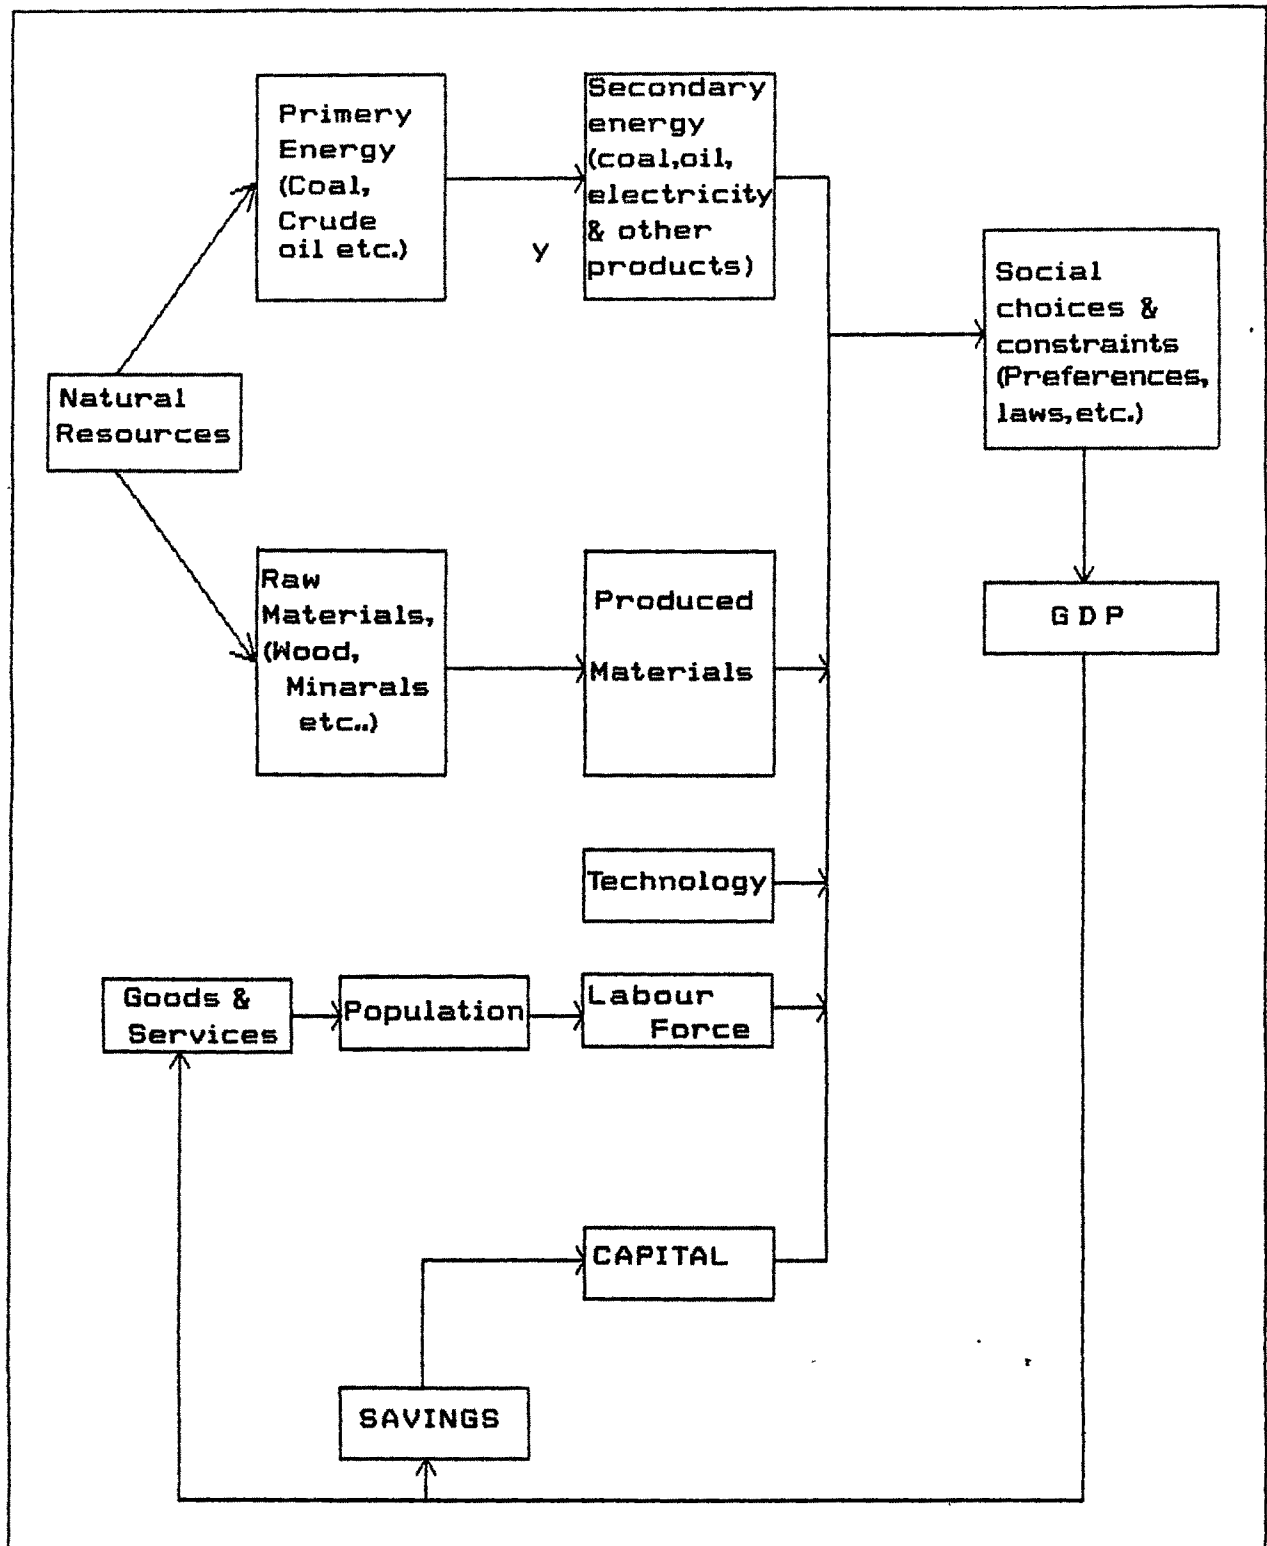 Primery
Energy
(Coal,
Crude
oil etc.)
Secondary
energy
(coal,oil,
electricity
& other
products)
y
Social
choices &
constraints
(Preferences,
laws,etc.)
Natural
Resources
Raw
Materials,
(Wood,
Minarals
etc..)
Produced
Materials
G D P
Technology
Goods &
Services
Population
Labour
Force
CAPITAL
SAVINGS